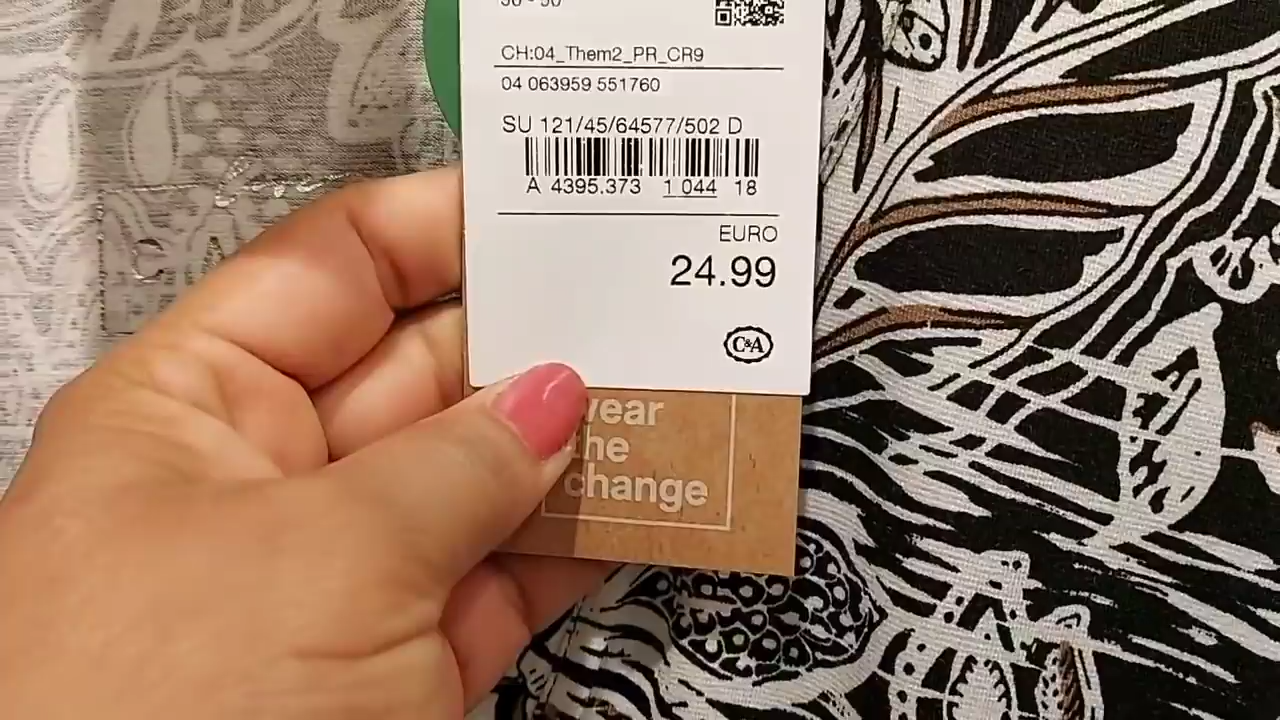 CH:04_Them2_PR_CR9
04 063959 551760
SU 121/45/64577/502 D
A 4395.373 1 044 18
EURO
24.99
C&A
wear
the
change